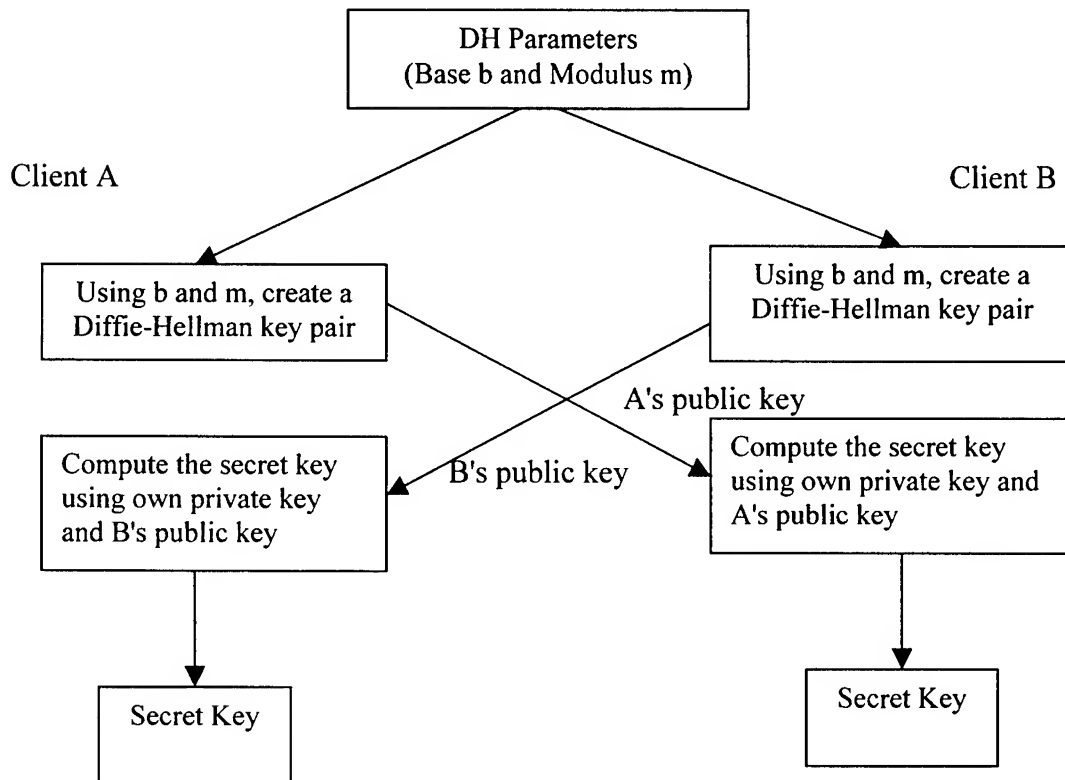 DH Parameters
(Base b and Modulus m)
Client A
Client B
Using b and m, create a
Diffie-Hellman key pair
Using b and m, create a
Diffie-Hellman key pair
A's public key
B's public key
Compute the secret key
using own private key
and B's public key
Compute the secret key
using own private key and
A's public key
Secret Key
Secret Key